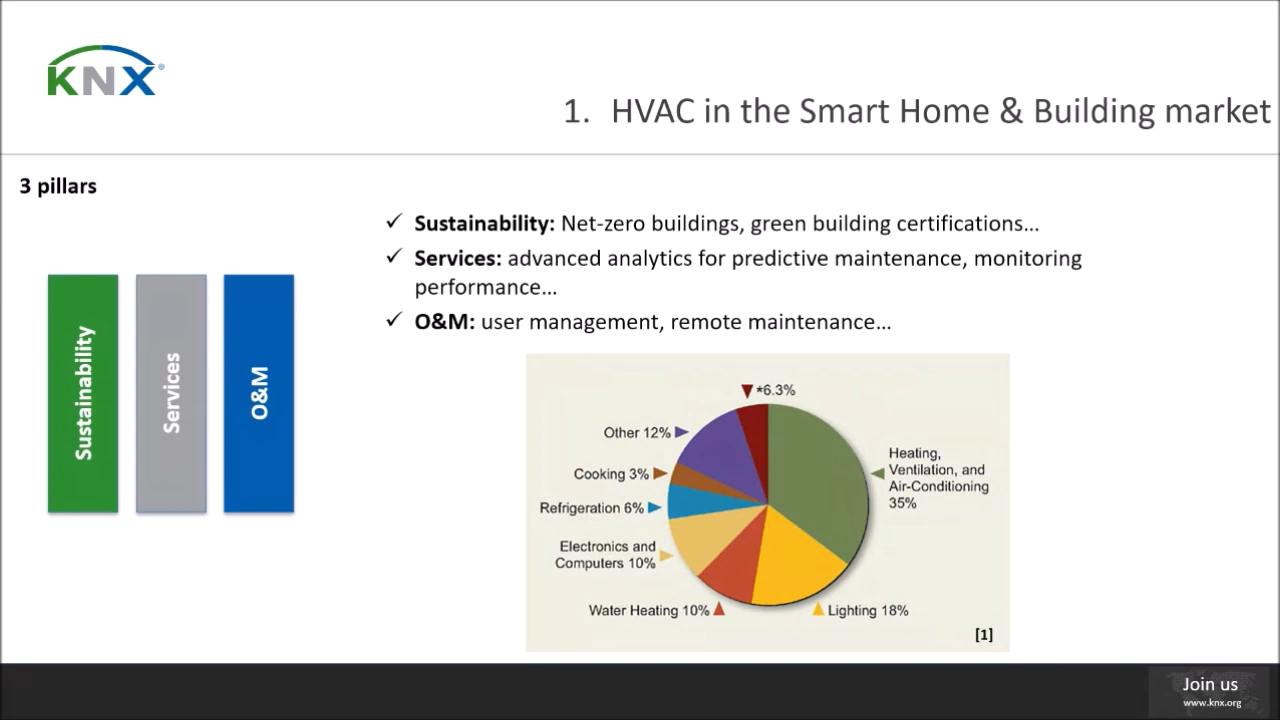 KNX®
1. HVAC in the Smart Home & Building market
3 pillars
✓ Sustainability: Net-zero buildings, green building certifications...
✓ Services: advanced analytics for predictive maintenance, monitoring
performance...
✓ O&M: user management, remote maintenance...
Sustainability
Services
O&M
*6.3%
Other 12%
Cooking 3%
Refrigeration 6%
Electronics and
Computers 10%
Water Heating 10%
Lighting 18%
Heating,
Ventilation, and
Air-Conditioning
35%
[1]
Join us
www.knx.org